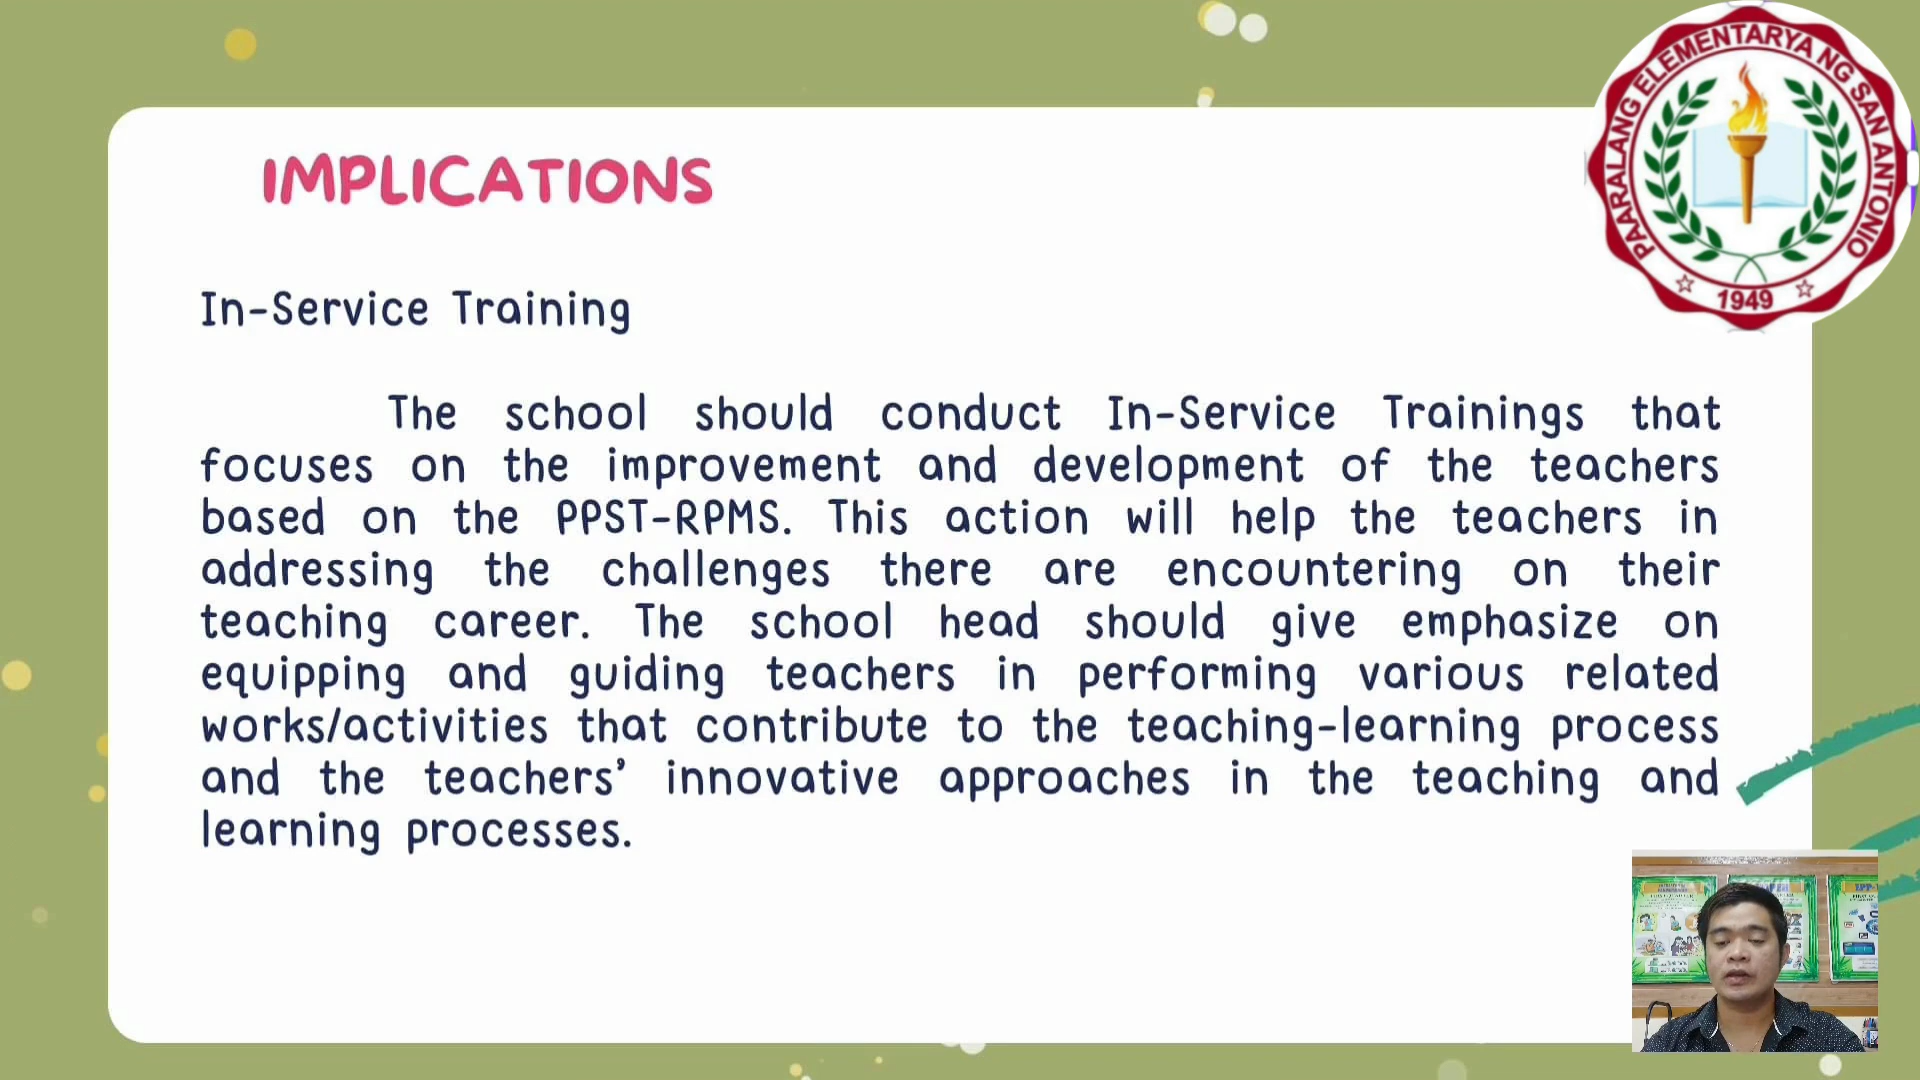 PAARALANG ELEMENTARYA NG SAN ANTONIO
1949
IMPLICATIONS
In-Service Training
The school should conduct In-Service Trainings that
focuses on the improvement and development of the teachers
based on the PPST-RPMS. This action will help the teachers in
addressing the challenges there are encountering on their
teaching career. The school head should give emphasize on
equipping and guiding teachers in performing various related
works/activities that contribute to the teaching-learning process
and the teachers’ innovative approaches in the teaching and
learning processes.